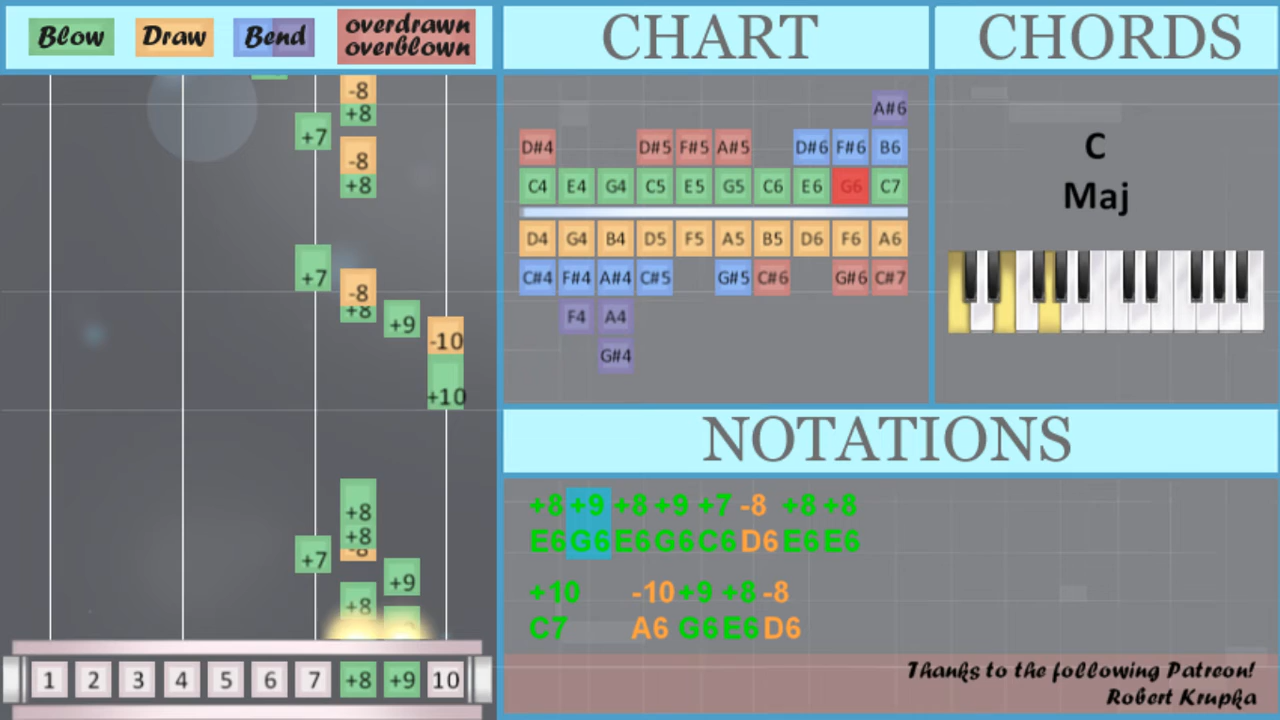 Blow Draw Bend overdrawn
overblown
CHART
CHORDS
-8
+8
+7
-8
+8
+7
-8
+8
+9
-10
+10
+8
+8
-8
+7
+9
+8
1 2 3 4 5 6 7 +8 +9 10
A#6
D#4 D#5 F#5 A#5 D#6 F#6 B6
C4 E4 G4 C5 E5 G5 C6 E6 G6 C7
D4 G4 B4 D5 F5 A5 B5 D6 F6 A6
C#4 F#4 A#4 C#5 G#5 C#6 G#6 C#7
F4 A4
G#4
C
Maj
NOTATIONS
+8 +9 +8 +9 +7 -8 +8 +8
E6 G6 E6 G6 C6 D6 E6 E6
+10 -10 +9 +8 -8
C7 A6 G6 E6 D6
Thanks to the following Patreon!
Robert Krupka